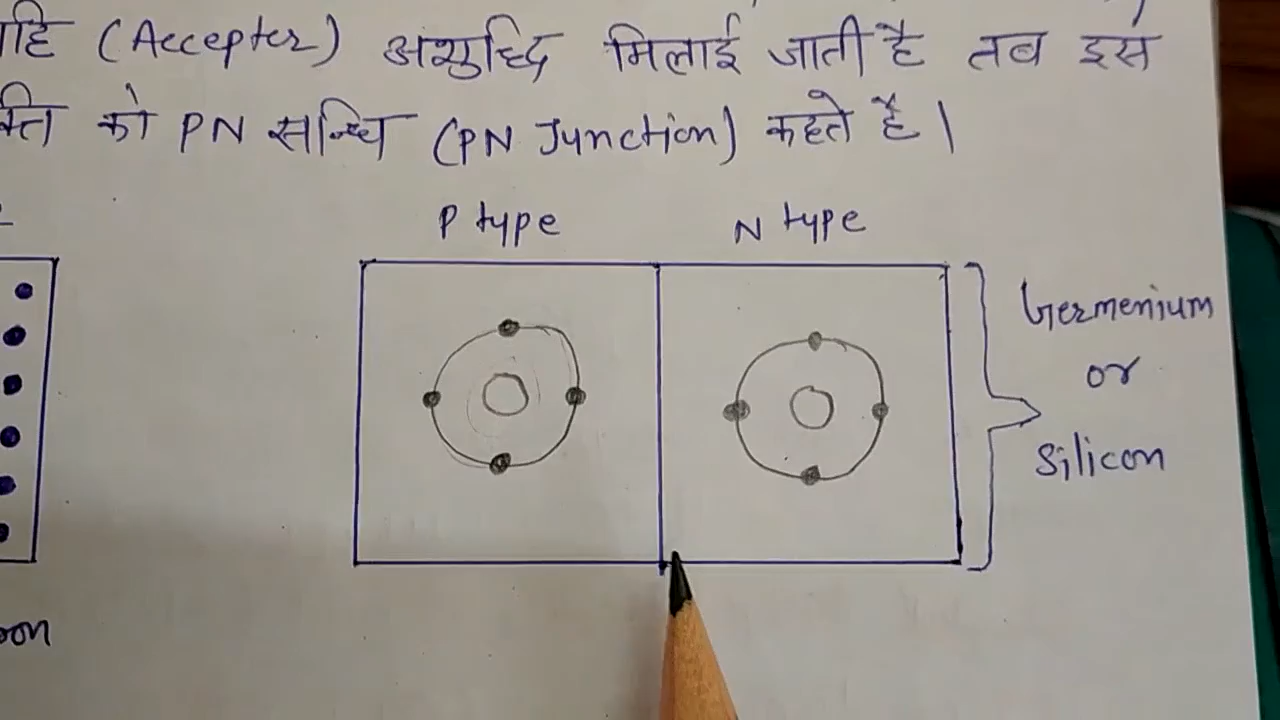 (Accepter) अशुध्दि मिलाई जाती है तब इस
को PN सन्धि (PN Junction) कहते है।
P type
N type
Germenium
or
Silicon